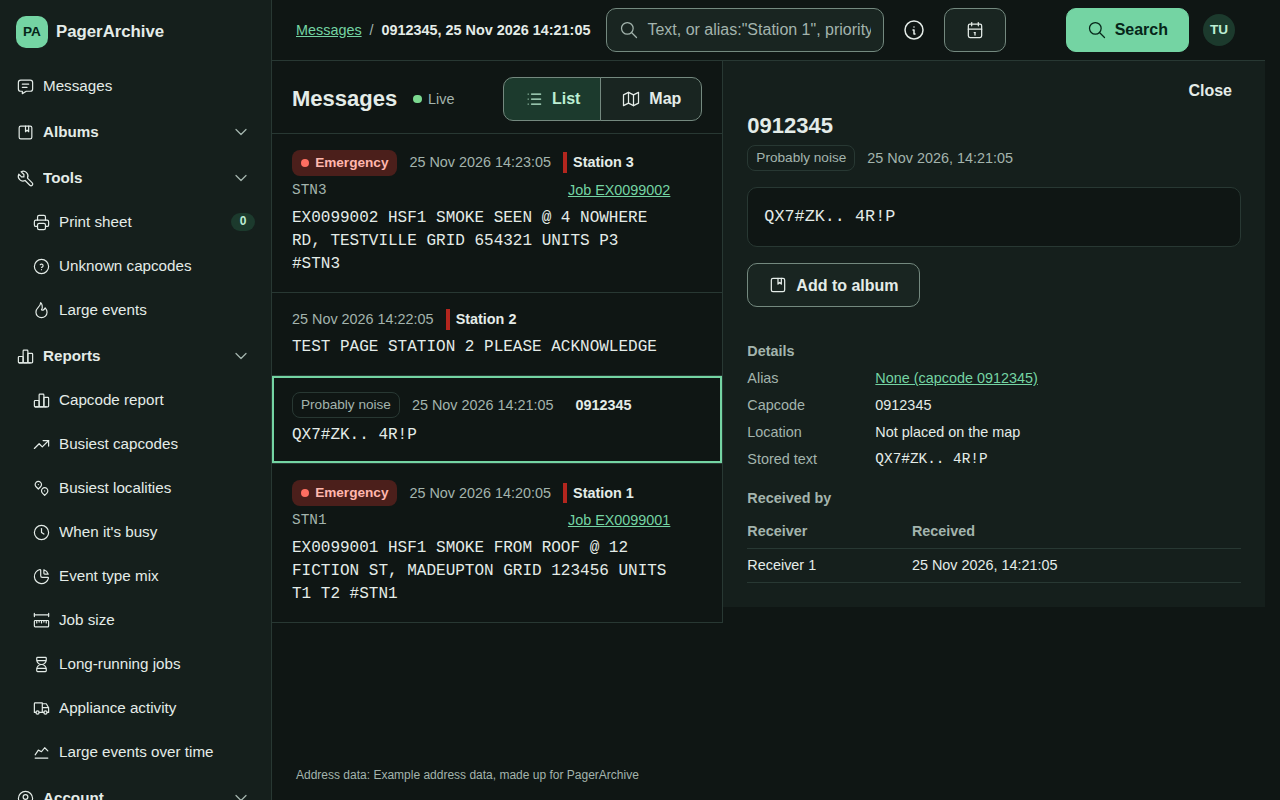 PA PagerArchive
Messages
Albums
Tools
Print sheet 0
Unknown capcodes
Large events
Reports
Capcode report
Busiest capcodes
Busiest localities
When it's busy
Event type mix
Job size
Long-running jobs
Appliance activity
Large events over time
Account
Messages / 0912345, 25 Nov 2026 14:21:05
Text, or alias:"Station 1", priority
Search
TU
Messages
Live
List
Map
Emergency 25 Nov 2026 14:23:05 Station 3
STN3 Job EX0099002
EX0099002 HSF1 SMOKE SEEN @ 4 NOWHERE
RD, TESTVILLE GRID 654321 UNITS P3
#STN3
25 Nov 2026 14:22:05 Station 2
TEST PAGE STATION 2 PLEASE ACKNOWLEDGE
Probably noise 25 Nov 2026 14:21:05 0912345
QX7#ZK.. 4R!P
Emergency 25 Nov 2026 14:20:05 Station 1
STN1 Job EX0099001
EX0099001 HSF1 SMOKE FROM ROOF @ 12
FICTION ST, MADEUPTON GRID 123456 UNITS
T1 T2 #STN1
Close
0912345
Probably noise 25 Nov 2026, 14:21:05
QX7#ZK.. 4R!P
Add to album
Details
Alias None (capcode 0912345)
Capcode 0912345
Location Not placed on the map
Stored text QX7#ZK.. 4R!P
Received by
Receiver Received
Receiver 1 25 Nov 2026, 14:21:05
Address data: Example address data, made up for PagerArchive